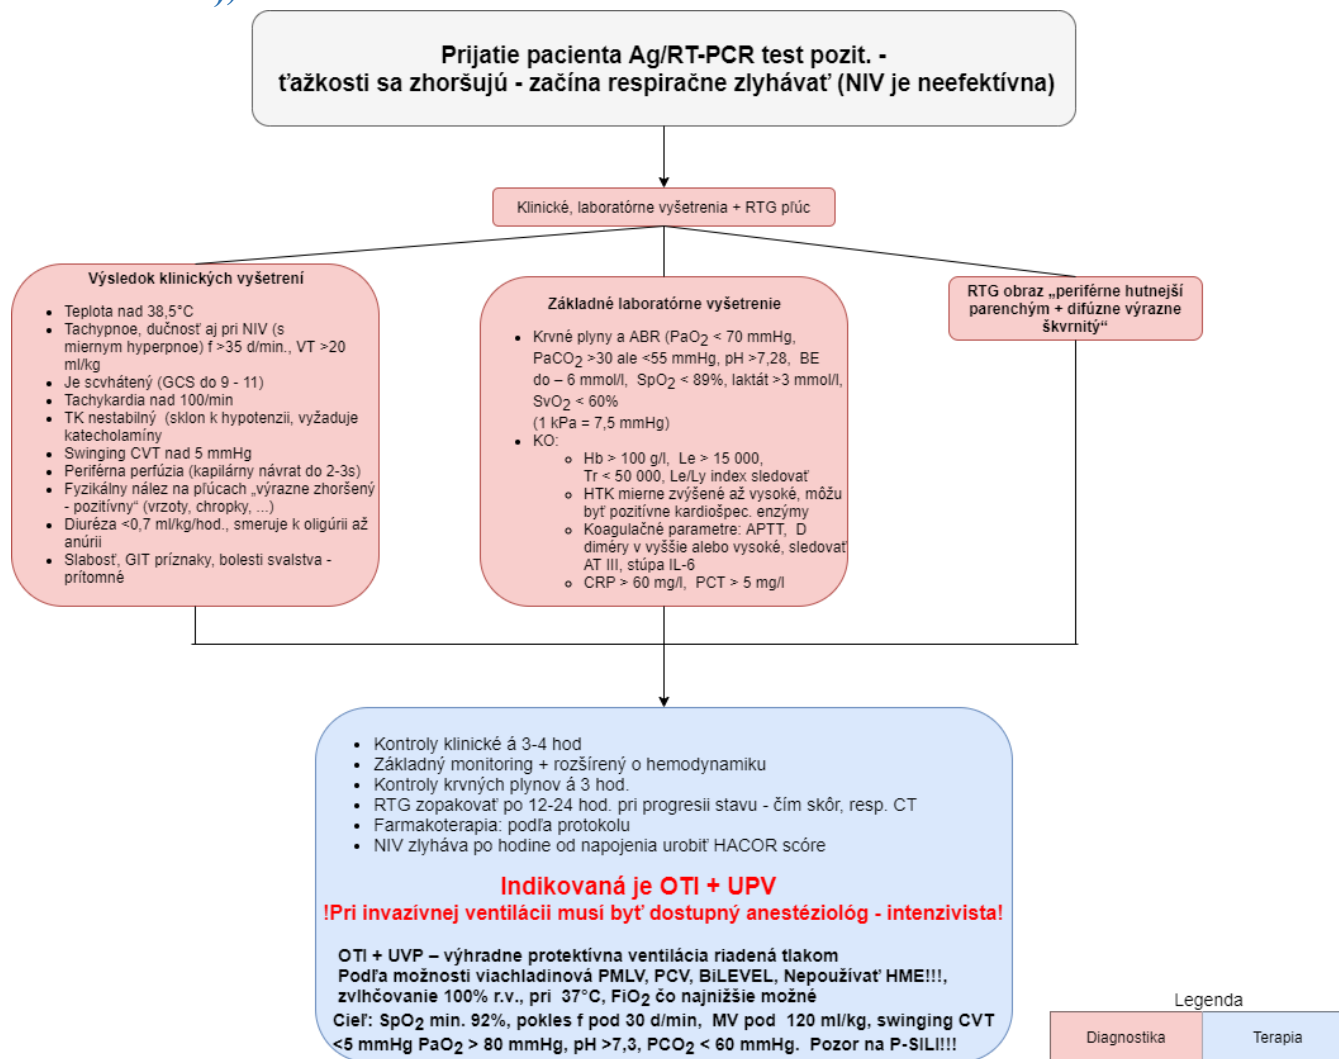 Prijatie pacienta Ag/RT-PCR test pozit. -
ťažkosti sa zhoršujú - začína respiračne zlyhávať (NIV je neefektívna)
Klinické, laboratórne vyšetrenia + RTG pľúc
Výsledok klinických vyšetrení
• Teplota nad 38,5°C
• Tachypnoe, dučnosť aj pri NIV (s
miernym hyperpnoe) f >35 d/min., VT >20
ml/kg
• Je scvhátený (GCS do 9 - 11)
• Tachykardia nad 100/min
• TK nestabilný (sklon k hypotenzii, vyžaduje
katecholamíny
• Swinging CVT nad 5 mmHg
• Periférna perfúzia (kapilárny návrat do 2-3s)
• Fyzikálny nález na pľúcach „výrazne zhoršený
- pozitívny“ (vrzoty, chropky, ...)
• Diuréza <0,7 ml/kg/hod., smeruje k oligúrii až
anúrii
• Slabosť, GIT príznaky, bolesti svalstva -
prítomné
Základné laboratórne vyšetrenie
• Krvné plyny a ABR (PaO2 < 70 mmHg,
PaCO2 >30 ale <55 mmHg, pH >7,28, BE
do – 6 mmol/l, SpO2 < 89%, laktát >3 mmol/l,
SvO2 < 60%
(1 kPa = 7,5 mmHg)
• KO:
o Hb > 100 g/l, Le > 15 000,
Tr < 50 000, Le/Ly index sledovať
o HTK mierne zvýšené až vysoké, môžu
byť pozitívne kardiošpec. enzýmy
o Koagulačné parametre: APTT, D
diméry v vyššie alebo vysoké, sledovať
AT III, stúpa IL-6
o CRP > 60 mg/l, PCT > 5 mg/l
RTG obraz „periférne hutnejší
parenchým + difúzne výrazne
škvrnitý“
• Kontroly klinické á 3-4 hod
• Základný monitoring + rozšírený o hemodynamiku
• Kontroly krvných plynov á 3 hod.
• RTG zopakovať po 12-24 hod. pri progresii stavu - čím skôr, resp. CT
• Farmakoterapia: podľa protokolu
• NIV zlyháva po hodine od napojenia urobiť HACOR scóre
Indikovaná je OTI + UPV
!Pri invazívnej ventilácii musí byť dostupný anestéziológ - intenzivista!
OTI + UVP – výhradne protektívna ventilácia riadená tlakom
Podľa možnosti viachladinová PMLV, PCV, BiLEVEL, Nepoužívať HME!!!,
zvlhčovanie 100% r.v., pri 37°C, FiO2 čo najnižšie možné
Cieľ: SpO2 min. 92%, pokles f pod 30 d/min, MV pod 120 ml/kg, swinging CVT
<5 mmHg PaO2 > 80 mmHg, pH >7,3, PCO2 < 60 mmHg. Pozor na P-SILI!!!
Legenda
Diagnostika
Terapia